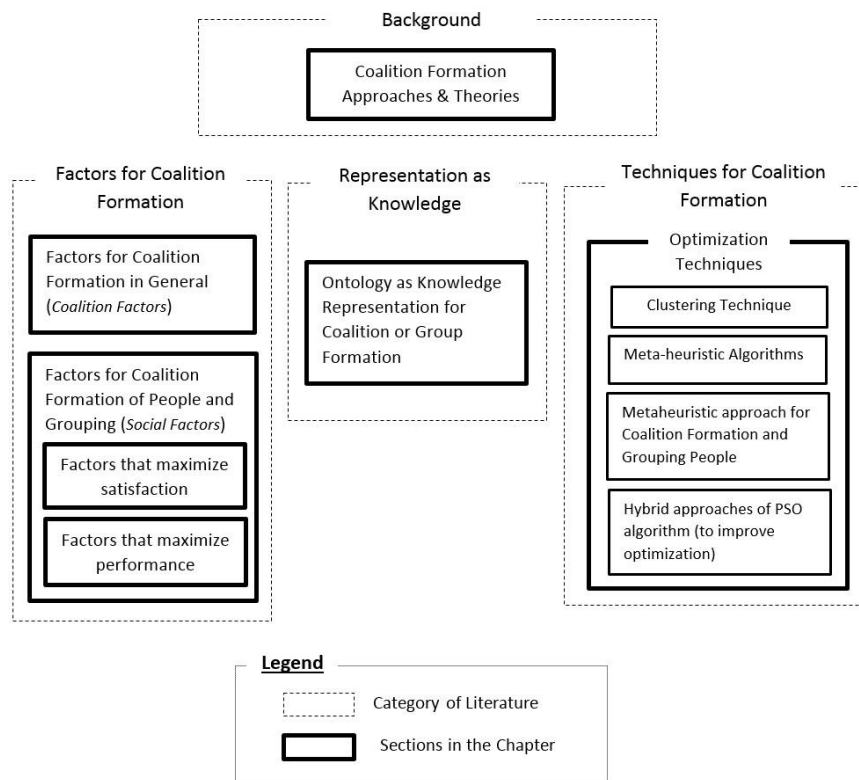 Background
Coalition Formation
Approaches & Theories
Factors for Coalition
Formation
Factors for Coalition
Formation in General
(Coalition Factors)
Factors for Coalition
Formation of People and
Grouping (Social Factors)
Factors that maximize
satisfaction
Factors that maximize
performance
Representation as
Knowledge
Ontology as Knowledge
Representation for
Coalition or Group
Formation
Techniques for Coalition
Formation
Optimization
Techniques
Clustering Technique
Meta-heuristic Algorithms
Metaheuristic approach for
Coalition Formation and
Grouping People
Hybrid approaches of PSO
algorithm (to improve
optimization)
Legend
Category of Literature
Sections in the Chapter